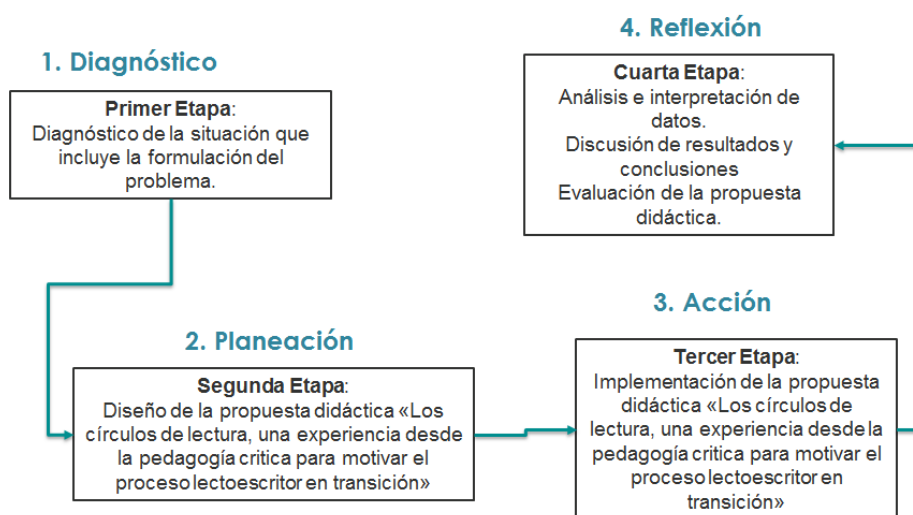 1. Diagnóstico
Primer Etapa:
Diagnóstico de la situación que
incluye la formulación del
problema.
2. Planeación
Segunda Etapa:
Diseño de la propuesta didáctica «Los
círculos de lectura, una experiencia desde
la pedagogía critica para motivar el
proceso lectoescritor en transición»
3. Acción
Tercer Etapa:
Implementación de la propuesta
didáctica «Los círculos de
lectura, una experiencia desde la
pedagogía critica para motivar el
proceso lectoescritor en
transición»
4. Reflexión
Cuarta Etapa:
Análisis e interpretación de
datos.
Discusión de resultados y
conclusiones
Evaluación de la propuesta
didáctica.